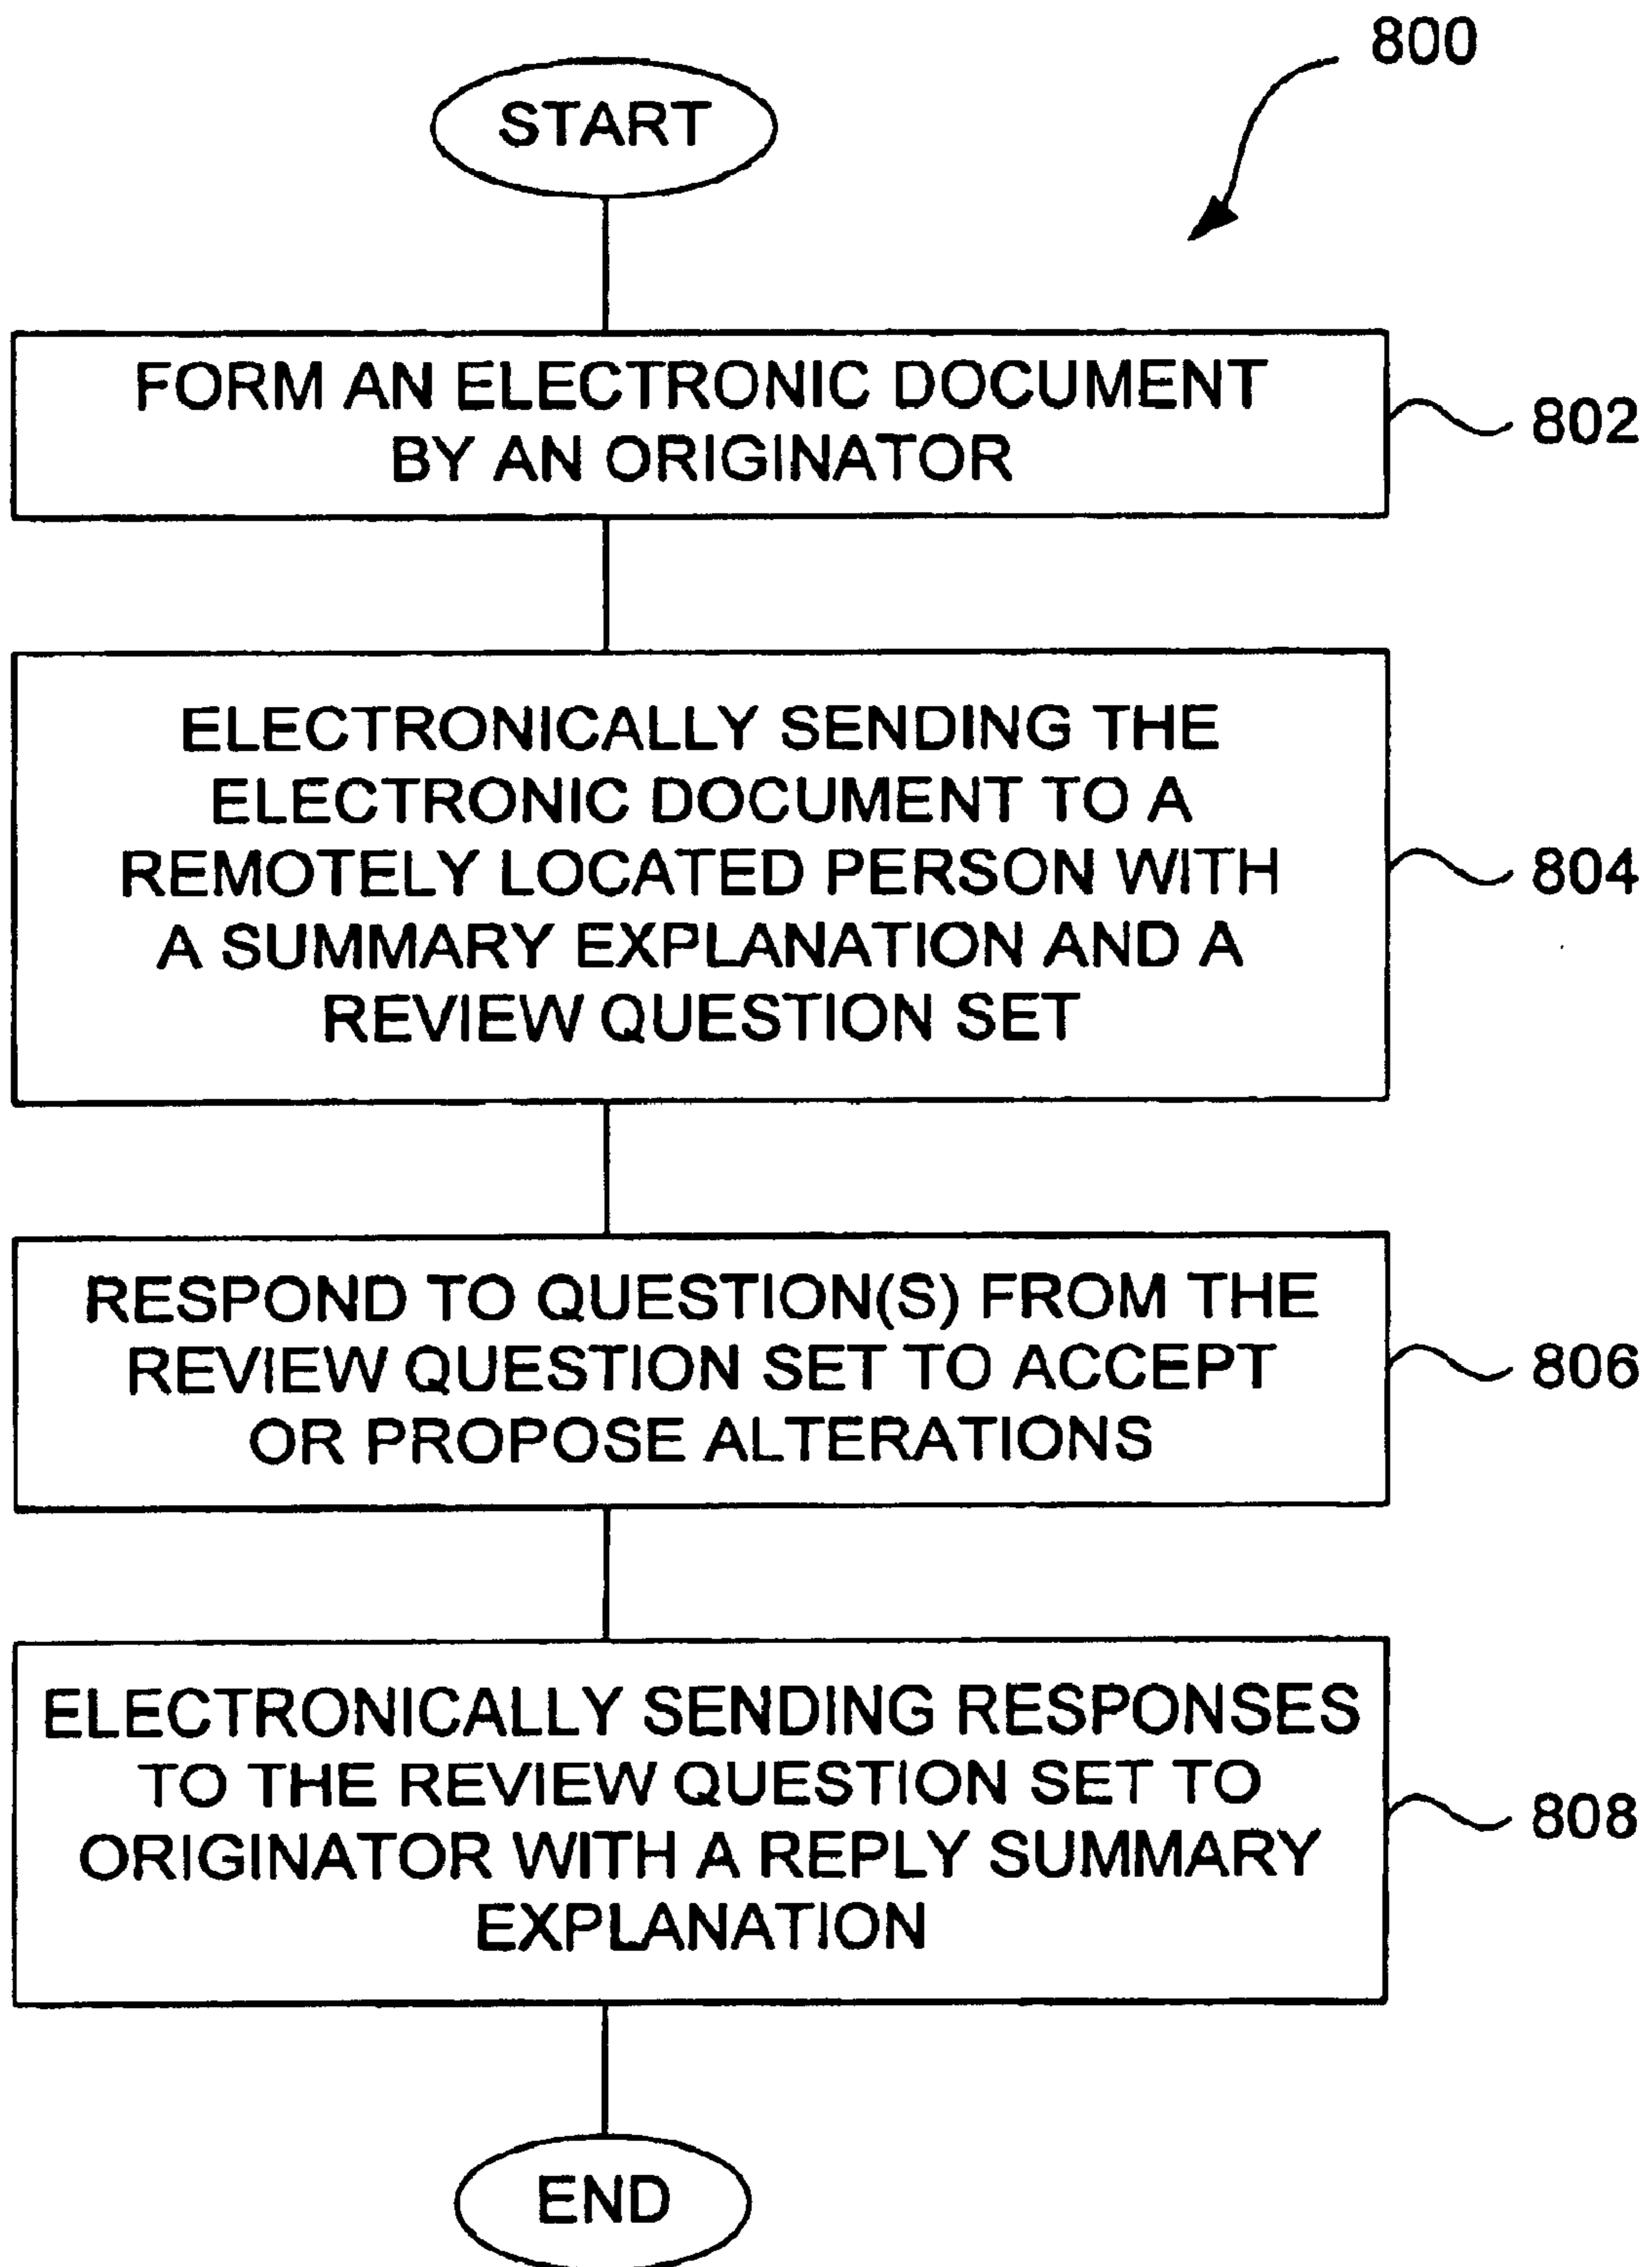 800
START
FORM AN ELECTRONIC DOCUMENT
BY AN ORIGINATOR
802
ELECTRONICALLY SENDING THE
ELECTRONIC DOCUMENT TO A
REMOTELY LOCATED PERSON WITH
A SUMMARY EXPLANATION AND A
REVIEW QUESTION SET
804
RESPOND TO QUESTION(S) FROM THE
REVIEW QUESTION SET TO ACCEPT
OR PROPOSE ALTERATIONS
806
ELECTRONICALLY SENDING RESPONSES
TO THE REVIEW QUESTION SET TO
ORIGINATOR WITH A REPLY SUMMARY
EXPLANATION
808
END